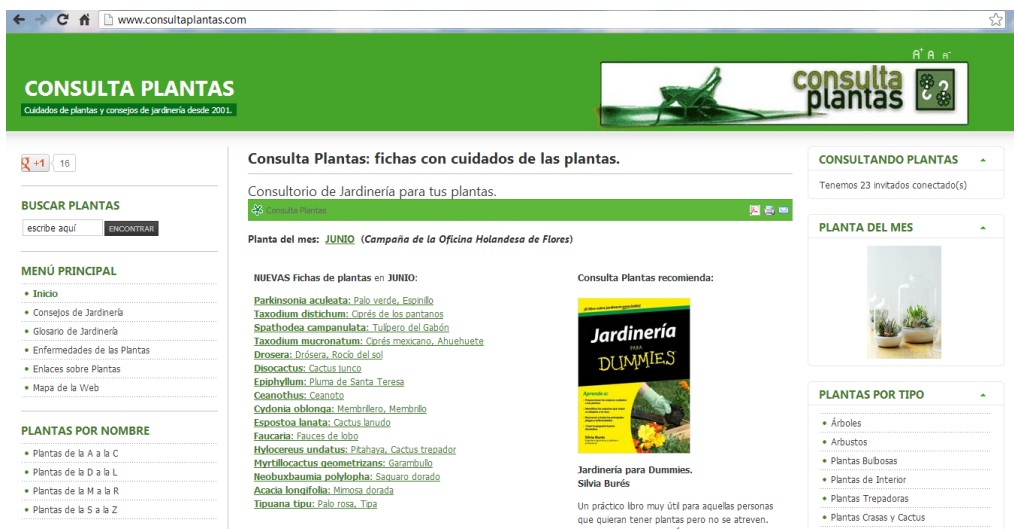 www.consultaplantas.com
A+ A A-
CONSULTA PLANTAS
Cuidados de plantas y consejos de jardinería desde 2001.
consulta
plantas
+1 16
BUSCAR PLANTAS
escribe aquí ENCONTRAR
MENÚ PRINCIPAL
Inicio
Consejos de Jardinería
Glosario de Jardinería
Enfermedades de las Plantas
Enlaces sobre Plantas
Mapa de la Web
PLANTAS POR NOMBRE
Plantas de la A a la C
Plantas de la D a la L
Plantas de la M a la R
Plantas de la S a la Z
Consulta Plantas: fichas con cuidados de las plantas.
Consultorio de Jardinería para tus plantas.
Consulta Plantas
Planta del mes: JUNIO (Campaña de la Oficina Holandesa de Flores)
NUEVAS Fichas de plantas en JUNIO:
Parkinsonia aculeata: Palo verde, Espinillo
Taxodium distichum: Ciprés de los pantanos
Spathodea campanulata: Tulípero del Gabón
Taxodium mucronatum: Ciprés mexicano, Ahuehuete
Drosera: Drósera, Rocío del sol
Disocactus: Cactus junco
Epiphyllum: Pluma de Santa Teresa
Ceanothus: Ceanoto
Cydonia oblonga: Membrillero, Membrillo
Espostoa lanata: Cactus lanudo
Faucaria: Fauces de lobo
Hylocereus undatus: Pitahaya, Cactus trepador
Myrtillocactus geometrizans: Garambullo
Neobuxbaumia polylopha: Saguaro dorado
Acacia longifolia: Mimosa dorada
Tipuana tipu: Palo rosa, Tipa
Consulta Plantas recomienda:
Jardinería
PARA
DUMMIES
Aprende a:
Silvia Burés
Jardinería para Dummies.
Silvia Burés
Un práctico libro muy útil para aquellas personas
que quieran tener plantas pero no se atreven.
CONSULTANDO PLANTAS
Tenemos 23 invitados conectado(s)
PLANTA DEL MES
PLANTAS POR TIPO
Árboles
Arbustos
Plantas Bulbosas
Plantas de Interior
Plantas Trepadoras
Plantas Crasas y Cactus